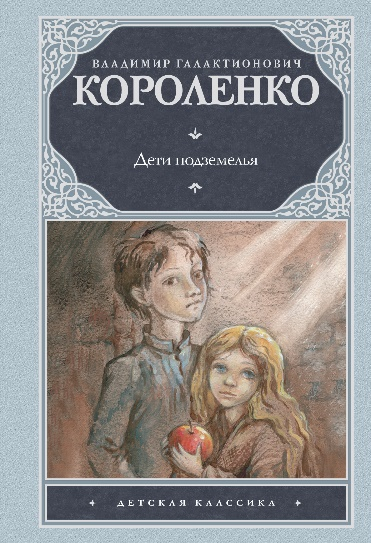 ВЛАДИМИР ГАЛАКТИОНОВИЧ
КОРОЛЕНКО
Дети подземелья
ДЕТСКАЯ КЛАССИКА